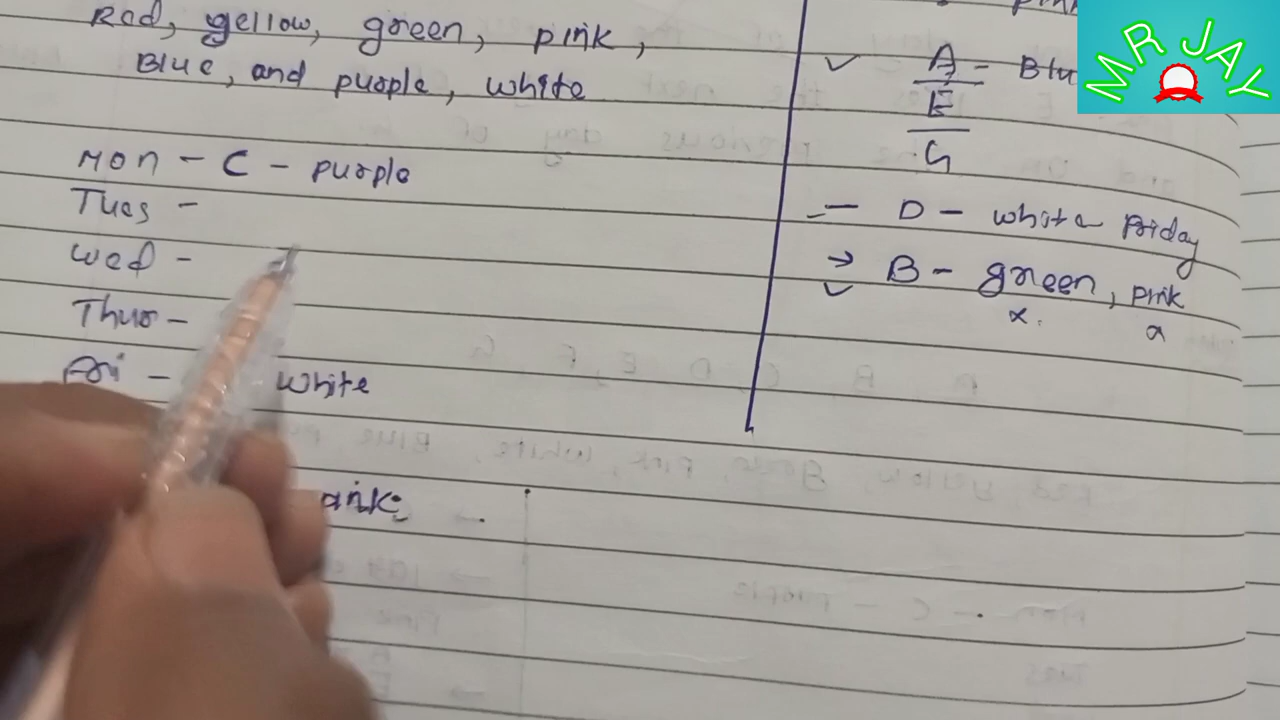 Red, yellow, green, pink,
Blue, and purple, white
Mon - C - purple
Tues -
Wed -
Thur -
Fri - white
pink
A = Blu
E
G
- D - white Friday
→ B - green, pink
x. x
MR JAY